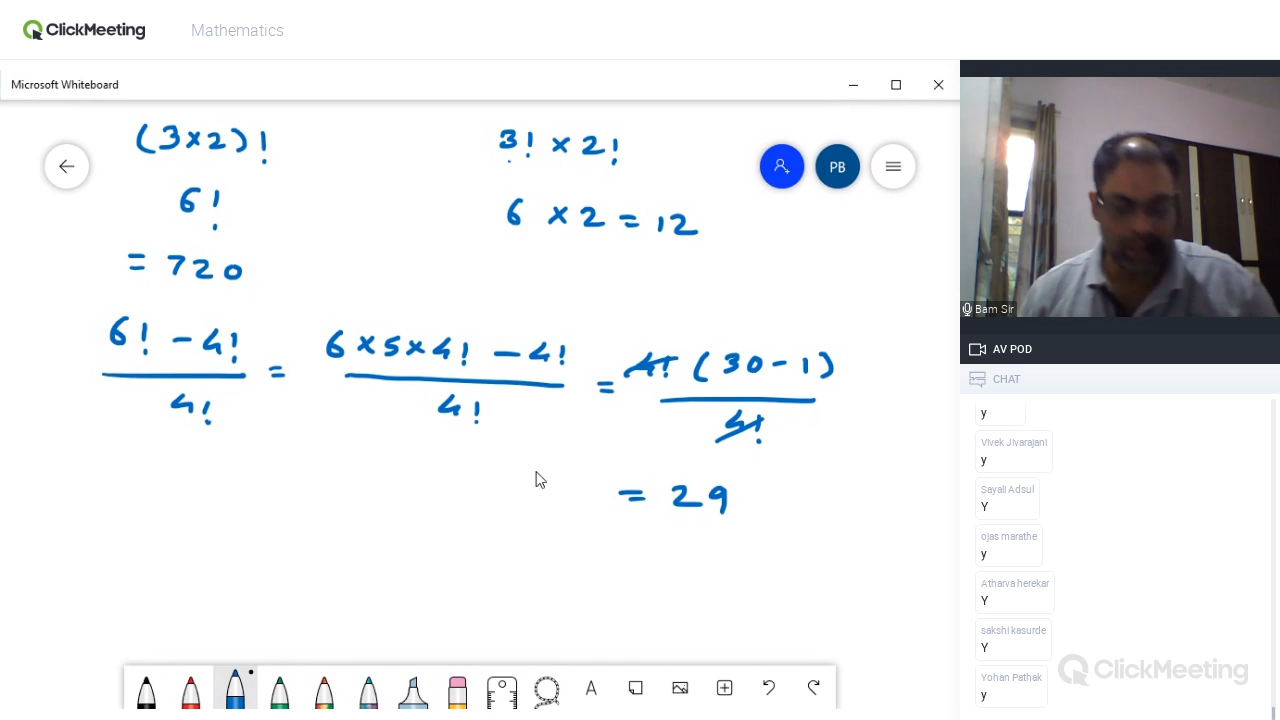 ClickMeeting Mathematics
Microsoft Whiteboard
(3×2)! 3! × 2!
6! 6 × 2 = 12
= 720
PB
6! - 4! / 4! = 6×5×4! - 4! / 4! = 4! (30-1) / 4!
= 29
Bam Sir
AV POD
CHAT
y
Vivek Jivarajani
y
Sayali Adsul
Y
ojas marathe
y
Atharva herekar
Y
sakshi kasurde
Y
Yohan Pathak
y
ClickMeeting
A